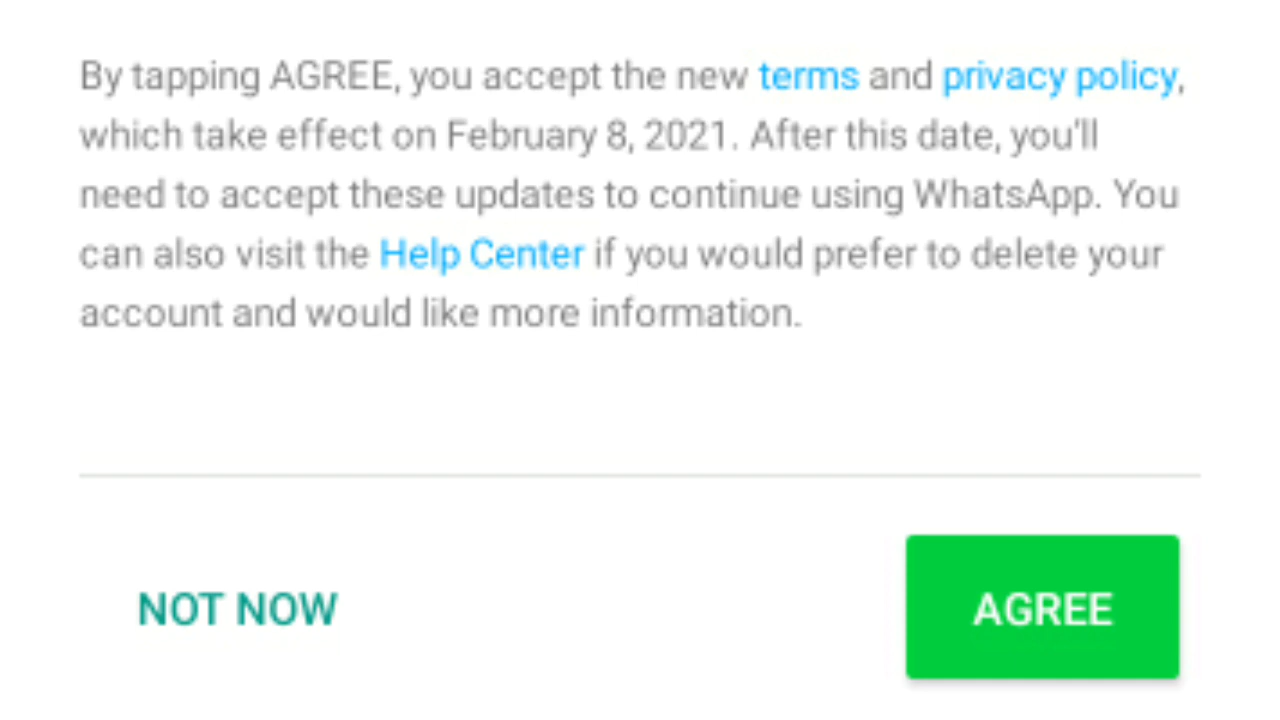 By tapping AGREE, you accept the new terms and privacy policy,
which take effect on February 8, 2021. After this date, you'll
need to accept these updates to continue using WhatsApp. You
can also visit the Help Center if you would prefer to delete your
account and would like more information.
NOT NOW
AGREE